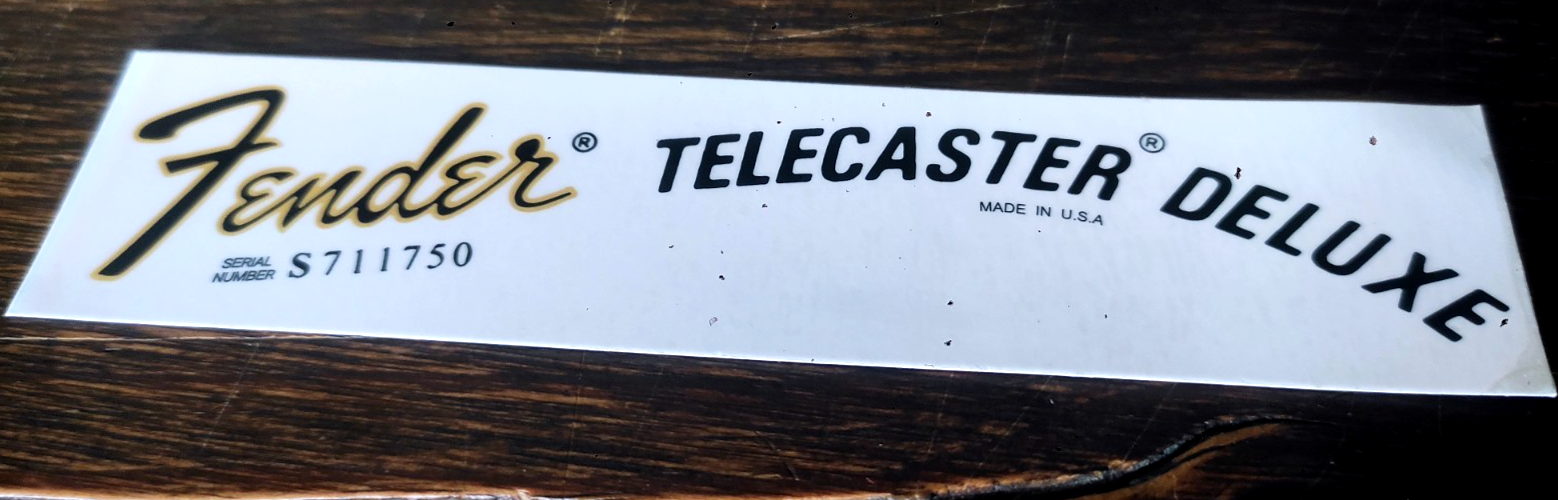 Fender® TELECASTER® DELUXE
MADE IN U.S.A
SERIAL
NUMBER S711750